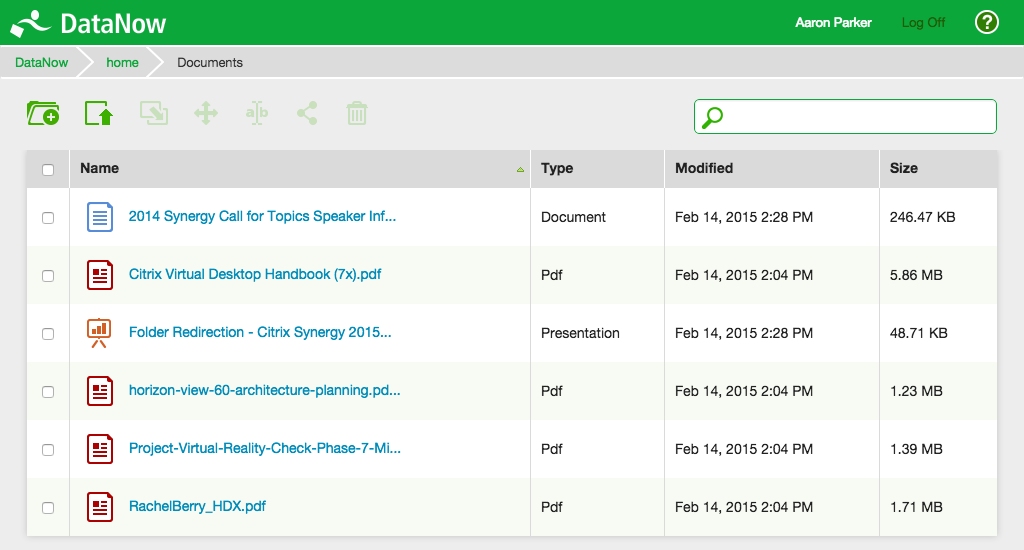 DataNow
Aaron Parker Log Off ?
DataNow home Documents
a b
Name Type Modified Size
2014 Synergy Call for Topics Speaker Inf... Document Feb 14, 2015 2:28 PM 246.47 KB
Citrix Virtual Desktop Handbook (7x).pdf Pdf Feb 14, 2015 2:04 PM 5.86 MB
Folder Redirection - Citrix Synergy 2015... Presentation Feb 14, 2015 2:28 PM 48.71 KB
horizon-view-60-architecture-planning.pd... Pdf Feb 14, 2015 2:04 PM 1.23 MB
Project-Virtual-Reality-Check-Phase-7-Mi... Pdf Feb 14, 2015 2:04 PM 1.39 MB
RachelBerry_HDX.pdf Pdf Feb 14, 2015 2:04 PM 1.71 MB